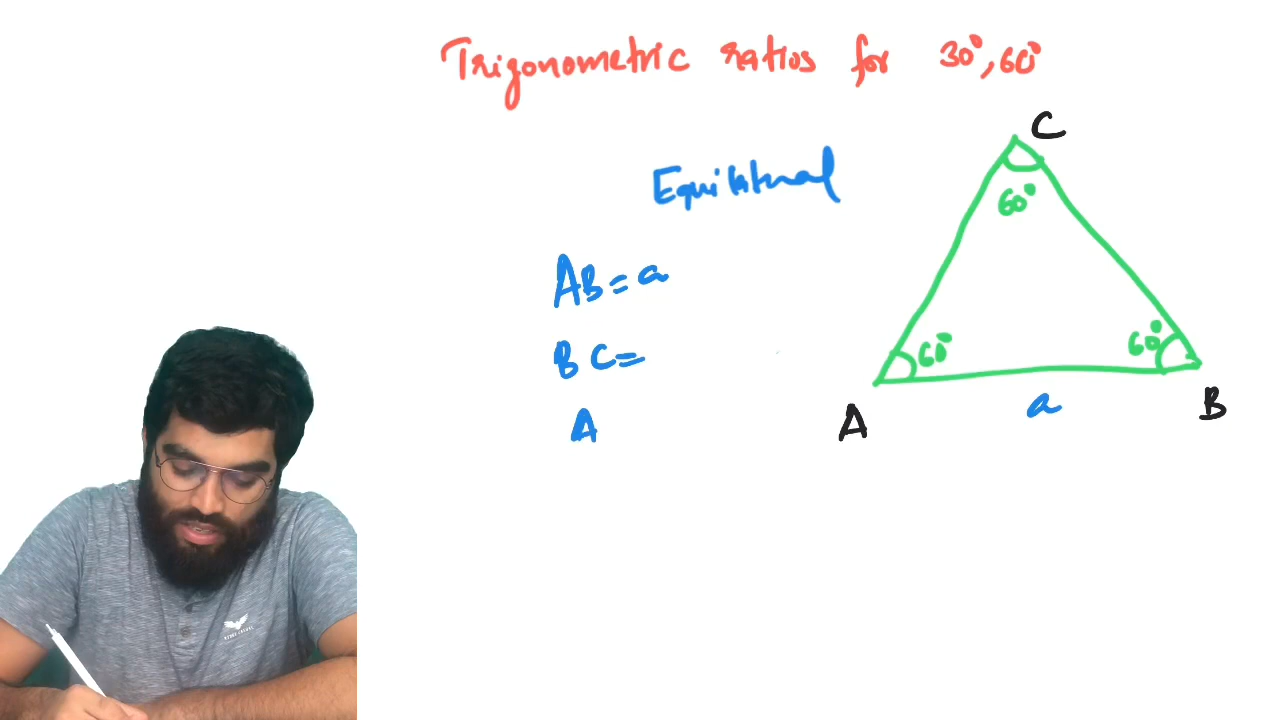 Trigonometric ratios for 30°, 60°
C
Equilateral
60°
AB = a
BC =
60°
60°
A
a
A
B